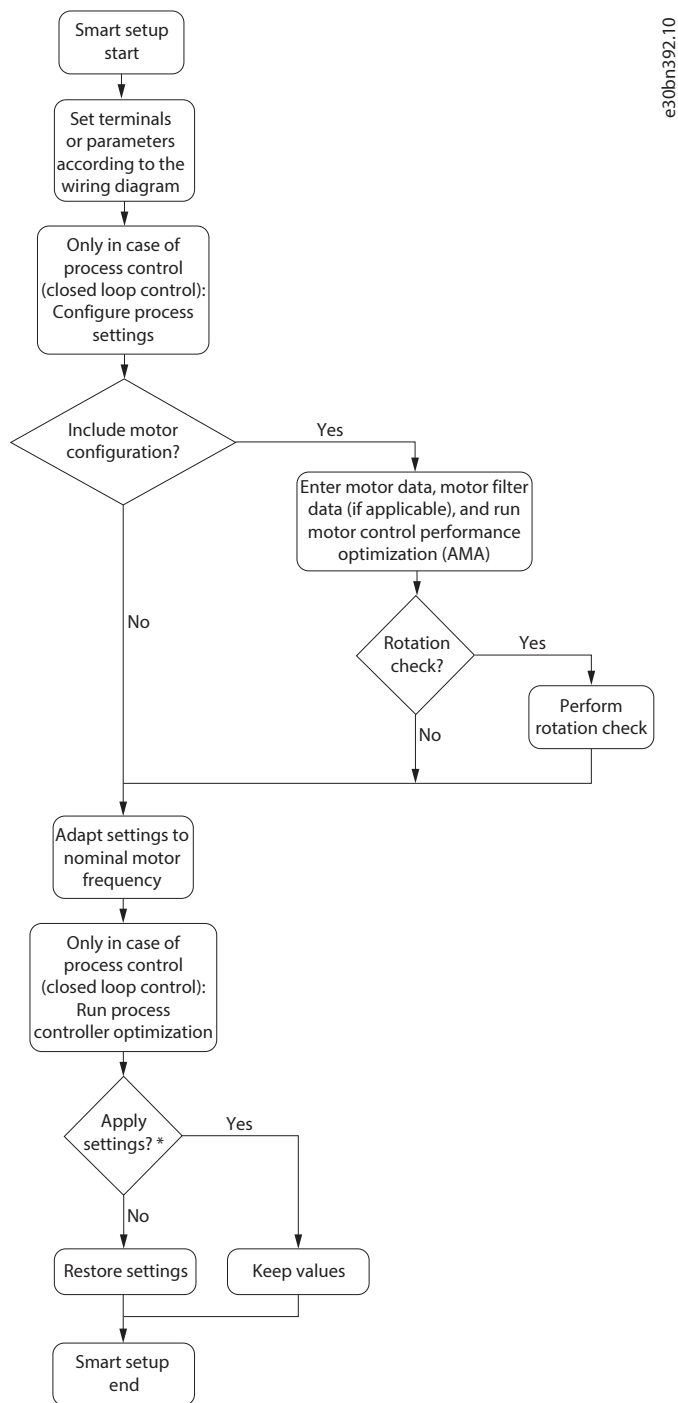 e30bn392.10
Smart setup
start
Set terminals
or parameters
according to the
wiring diagram
Only in case of
process control
(closed loop control):
Configure process
settings
Include motor
configuration?
Yes
Enter motor data, motor filter
data (if applicable), and run
motor control performance
optimization (AMA)
No
Rotation
check?
Yes
Perform
rotation check
No
Adapt settings to
nominal motor
frequency
Only in case of
process control
(closed loop control):
Run process
controller optimization
Apply
settings? *
Yes
No
Restore settings
Keep values
Smart setup
end